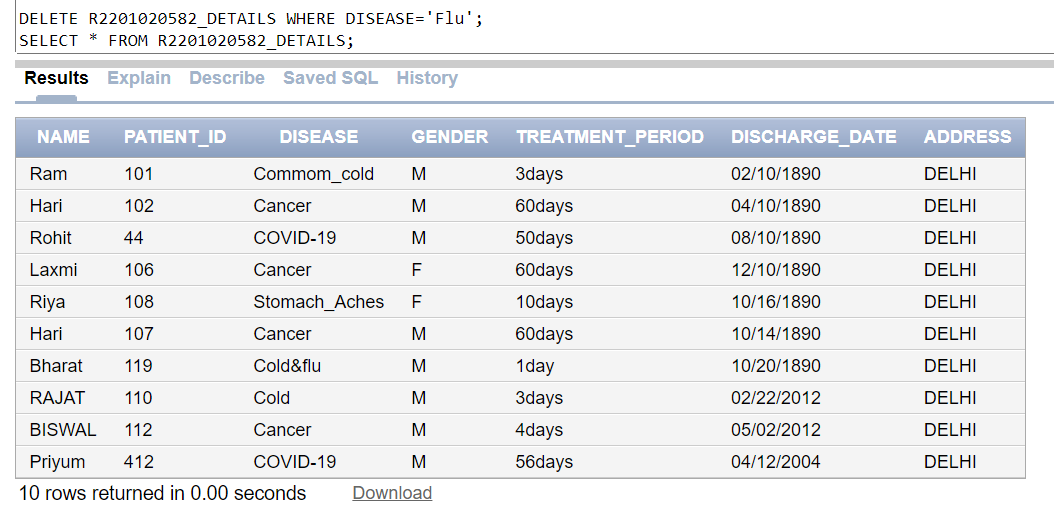 DELETE R2201020582_DETAILS WHERE DISEASE='Flu';
SELECT * FROM R2201020582_DETAILS;
Results Explain Describe Saved SQL History
NAME PATIENT_ID DISEASE GENDER TREATMENT_PERIOD DISCHARGE_DATE ADDRESS
Ram 101 Commom_cold M 3days 02/10/1890 DELHI
Hari 102 Cancer M 60days 04/10/1890 DELHI
Rohit 44 COVID-19 M 50days 08/10/1890 DELHI
Laxmi 106 Cancer F 60days 12/10/1890 DELHI
Riya 108 Stomach_Aches F 10days 10/16/1890 DELHI
Hari 107 Cancer M 60days 10/14/1890 DELHI
Bharat 119 Cold&flu M 1day 10/20/1890 DELHI
RAJAT 110 Cold M 3days 02/22/2012 DELHI
BISWAL 112 Cancer M 4days 05/02/2012 DELHI
Priyum 412 COVID-19 M 56days 04/12/2004 DELHI
10 rows returned in 0.00 seconds Download